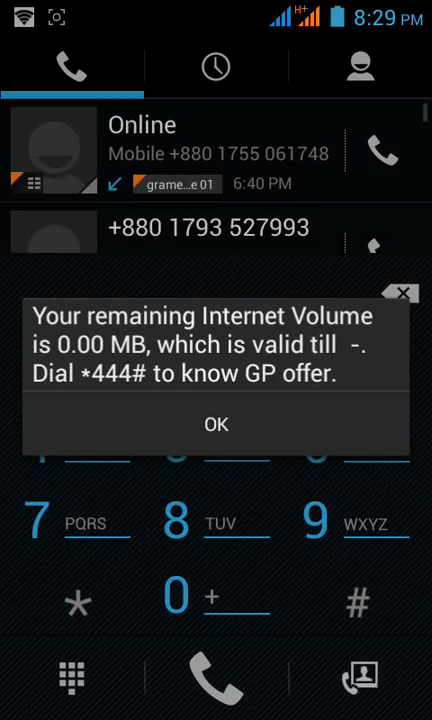 H+
8:29 PM
Online
Mobile +880 1755 061748
grame...e 01 6:40 PM
+880 1793 527993
Your remaining Internet Volume
is 0.00 MB, which is valid till -.
Dial *444# to know GP offer.
OK
7 PQRS 8 TUV 9 WXYZ
* 0 + #